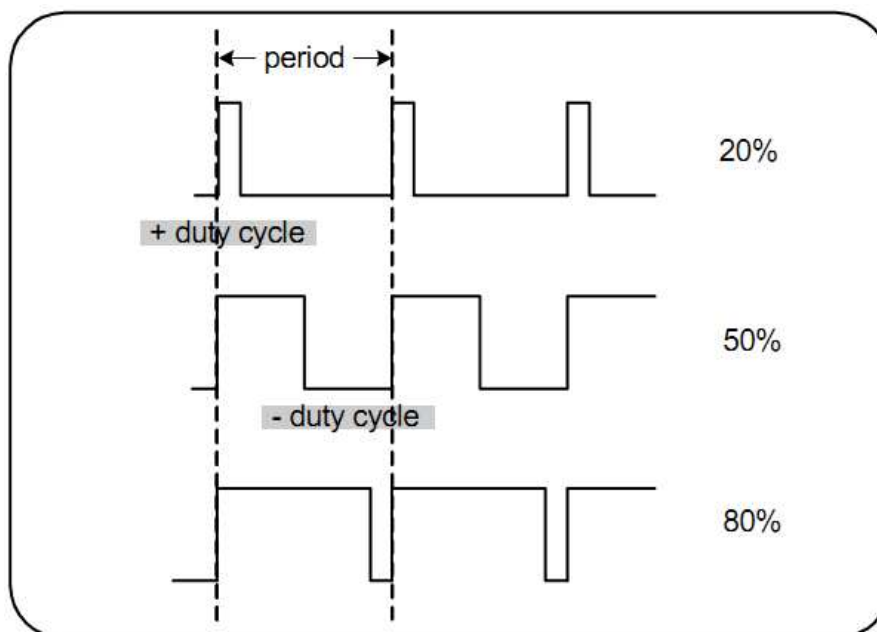 period
20%
+ duty cycle
50%
- duty cycle
80%